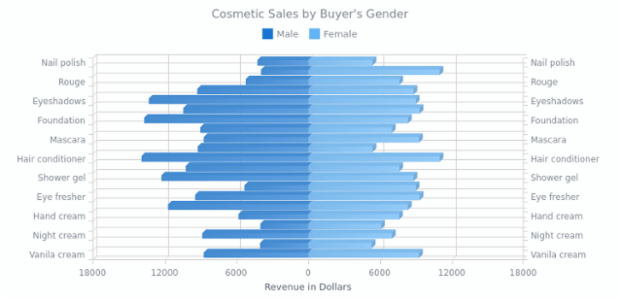 Cosmetic Sales by Buyer's Gender
Male Female
Nail polish Nail polish
Rouge Rouge
Eyeshadows Eyeshadows
Foundation Foundation
Mascara Mascara
Hair conditioner Hair conditioner
Shower gel Shower gel
Eye fresher Eye fresher
Hand cream Hand cream
Night cream Night cream
Vanila cream Vanila cream
18000 12000 6000 0 6000 12000 18000
Revenue in Dollars